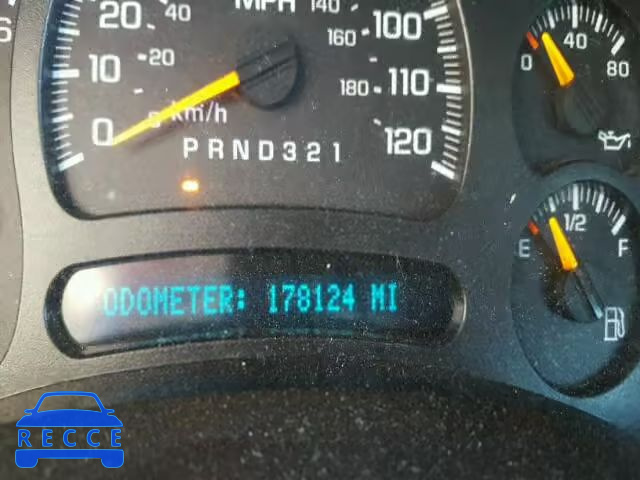 6
20 40 MPH 140 100
160
10 20 180 110
0 km/h 120
PRND321
0 40 80
E 1/2 F
ODOMETER: 178124 MI
RECCE